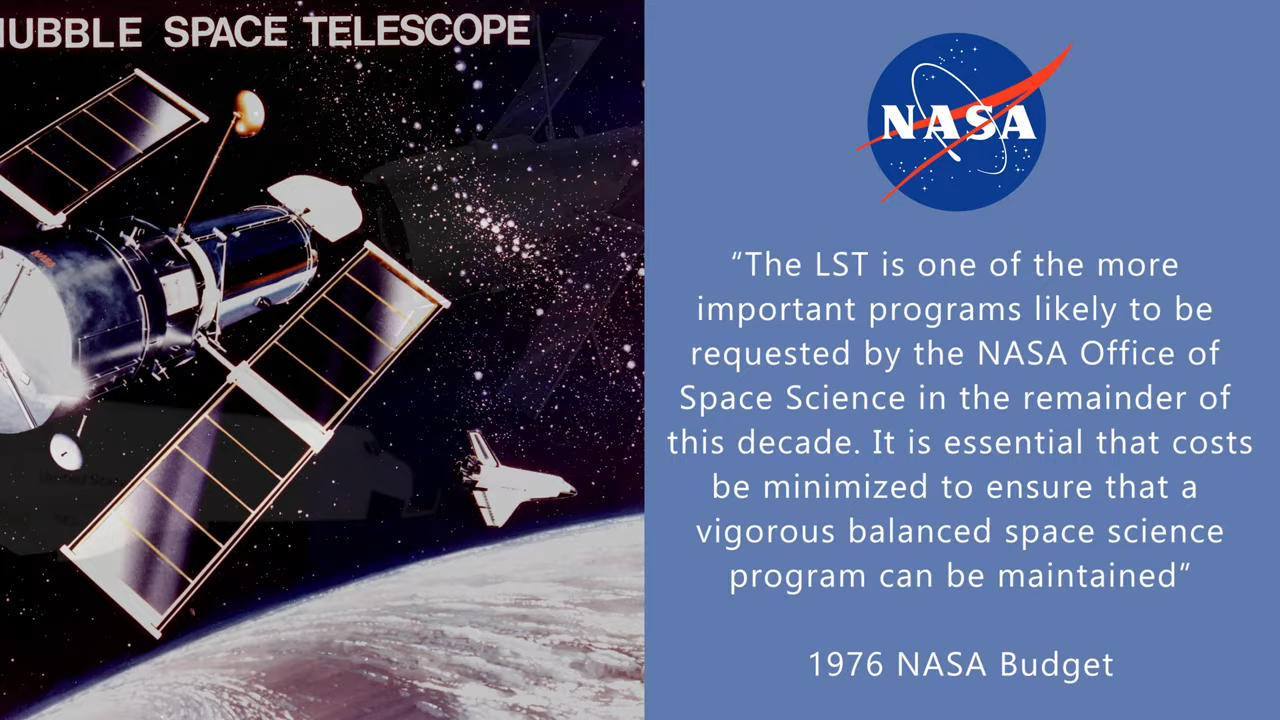 HUBBLE SPACE TELESCOPE
NASA
“The LST is one of the more
important programs likely to be
requested by the NASA Office of
Space Science in the remainder of
this decade. It is essential that costs
be minimized to ensure that a
vigorous balanced space science
program can be maintained”
1976 NASA Budget